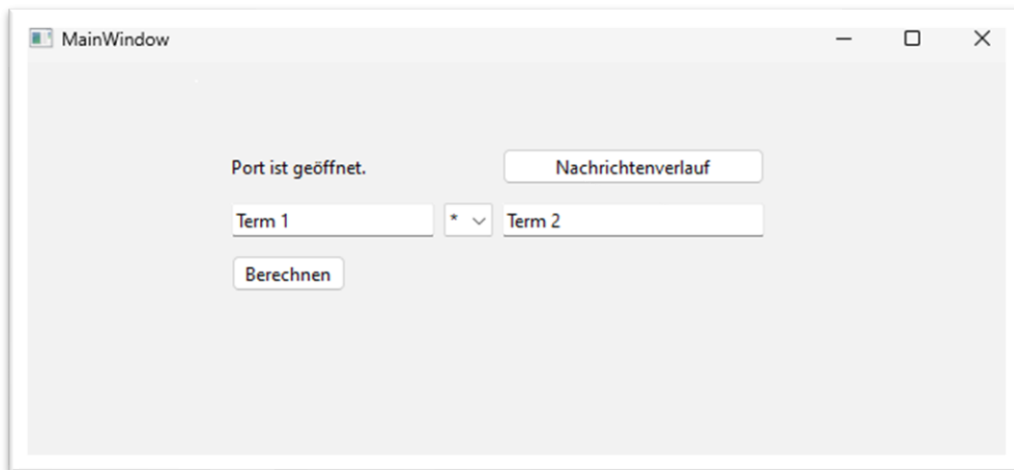 MainWindow
Port ist geöffnet. Nachrichtenverlauf
Term 1 * Term 2
Berechnen